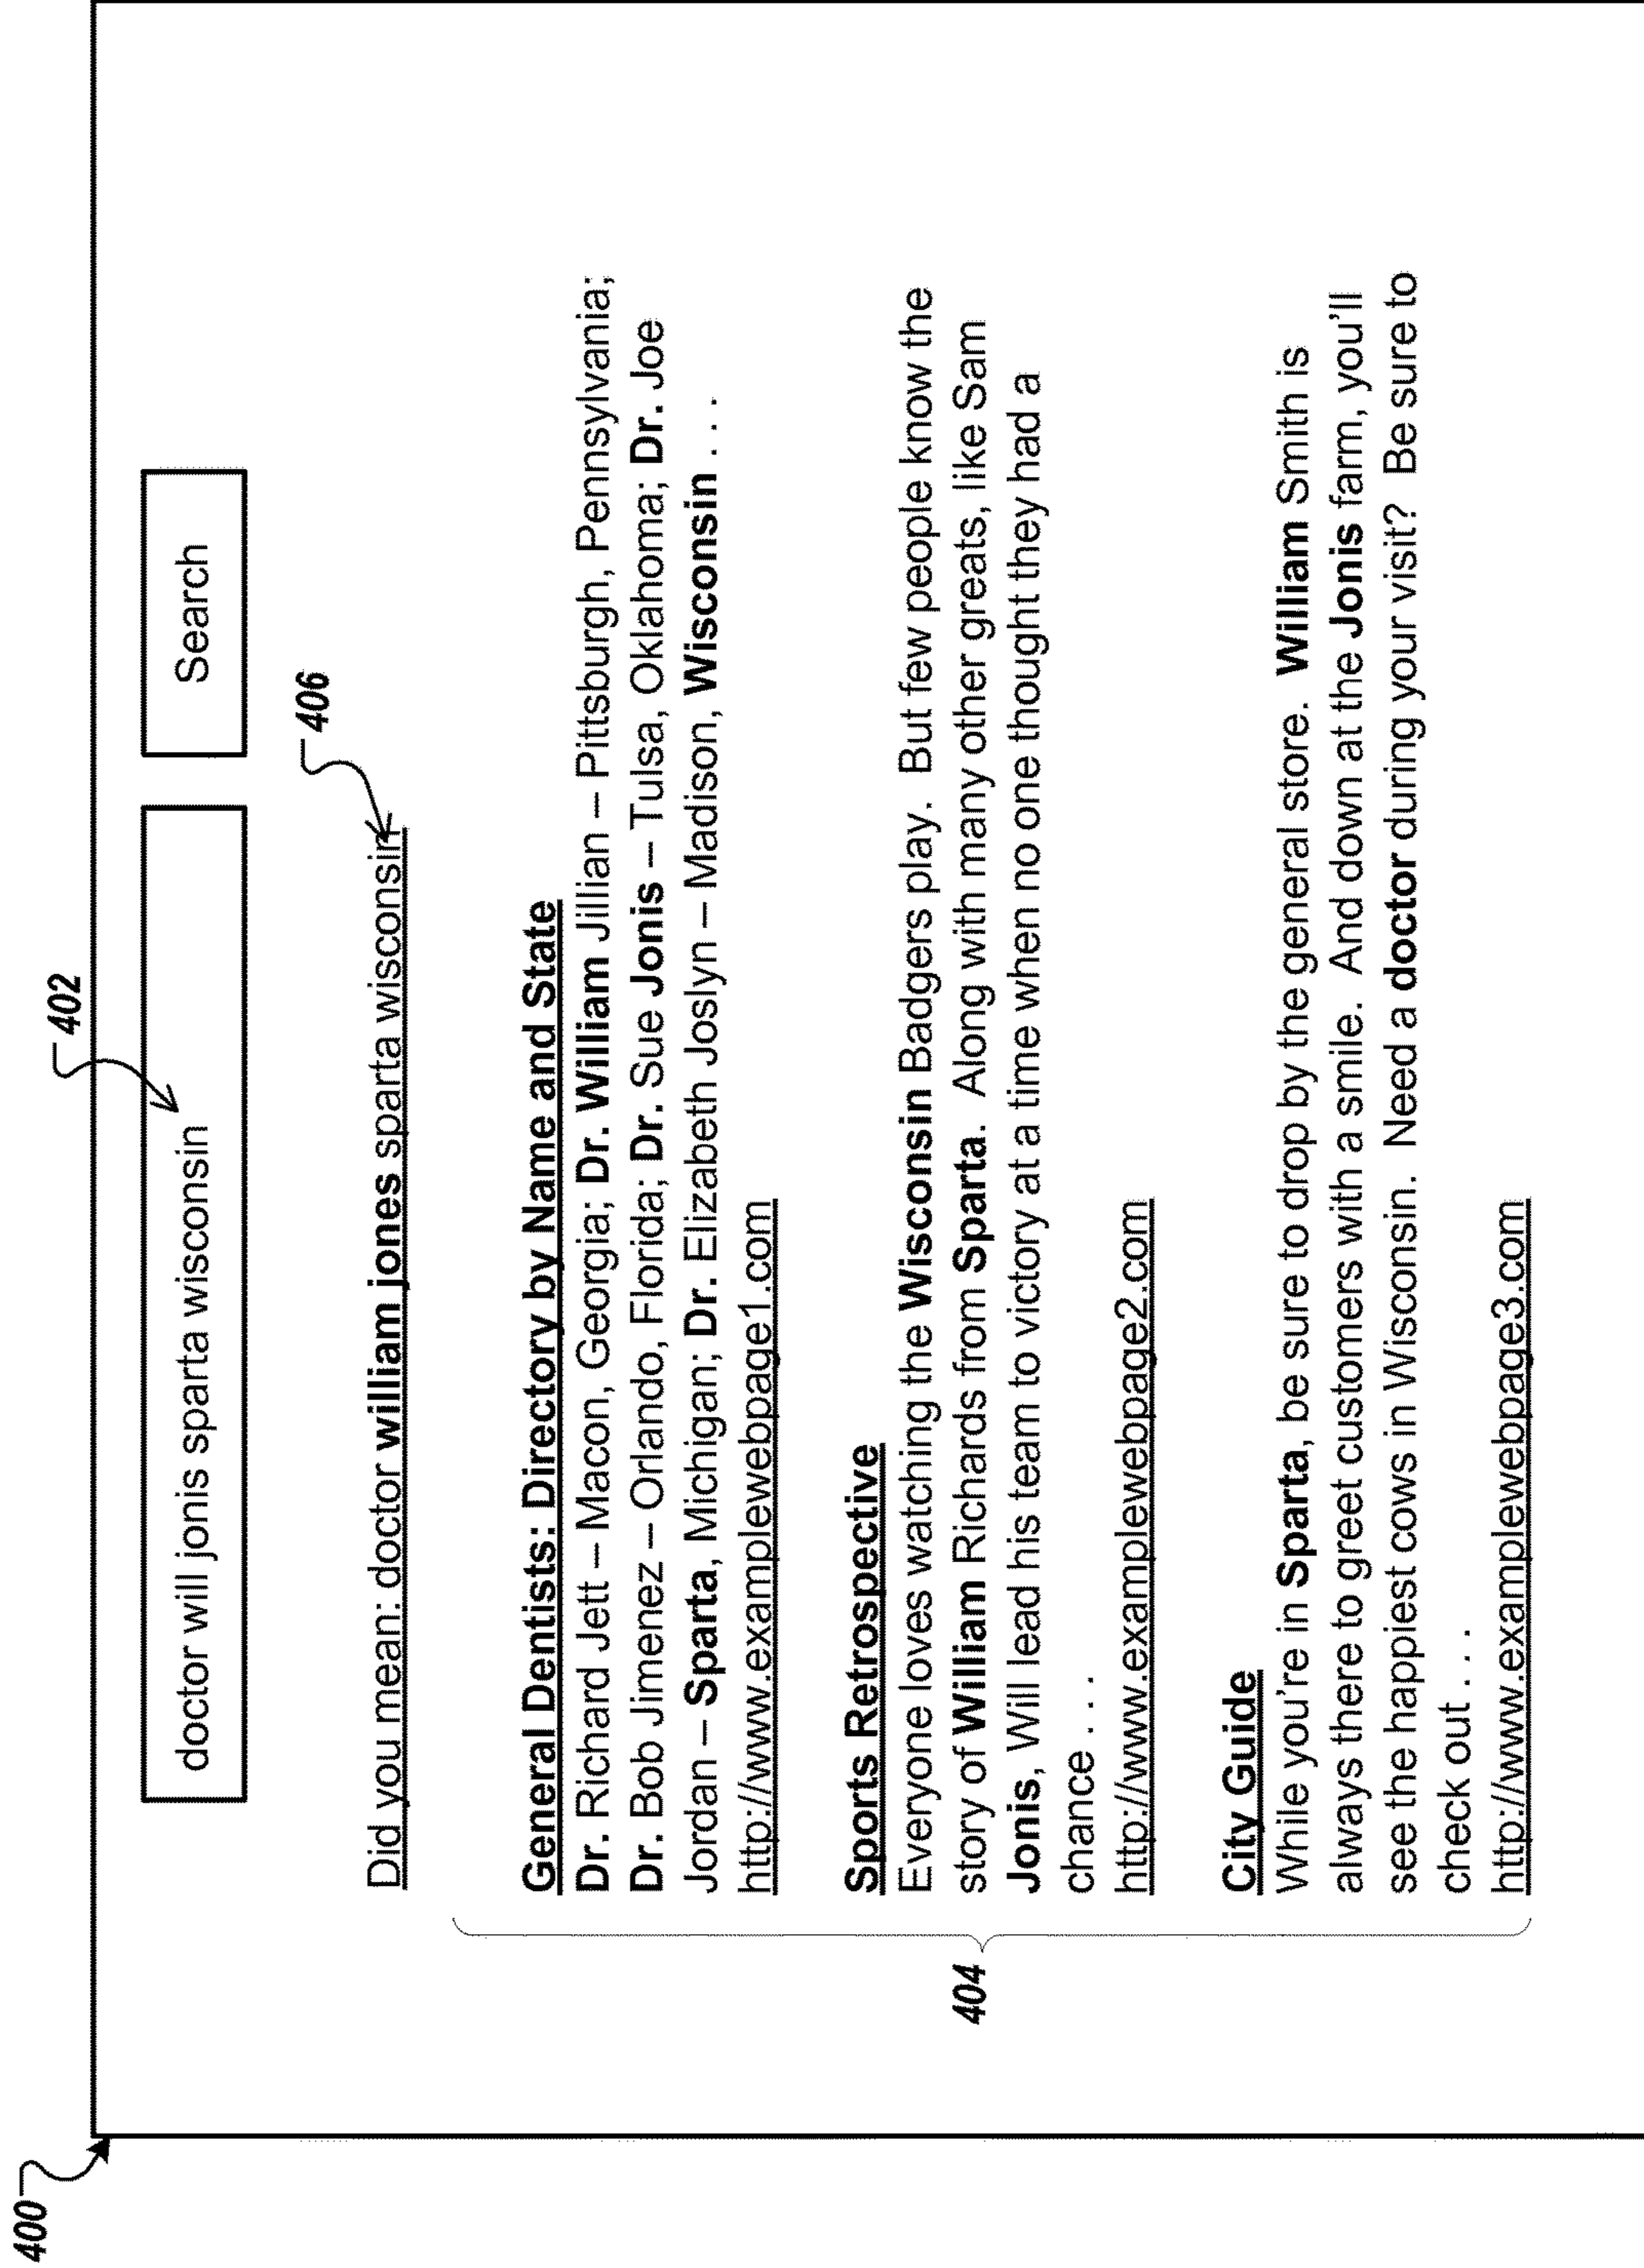 400
402
doctor will jonis sparta wisconsin
Search
406
Did you mean: doctor william jones sparta wisconsin
404
General Dentists: Directory by Name and State
Dr. Richard Jett – Macon, Georgia; Dr. William Jillian – Pittsburgh, Pennsylvania;
Dr. Bob Jimenez – Orlando, Florida; Dr. Sue Jonis – Tulsa, Oklahoma; Dr. Joe
Jordan – Sparta, Michigan; Dr. Elizabeth Joslyn – Madison, Wisconsin . . .
http://www.examplewebpage1.com
Sports Retrospective
Everyone loves watching the Wisconsin Badgers play. But few people know the
story of William Richards from Sparta. Along with many other greats, like Sam
Jonis, Will lead his team to victory at a time when no one thought they had a
chance . . .
http://www.examplewebpage2.com
City Guide
While you're in Sparta, be sure to drop by the general store. William Smith is
always there to greet customers with a smile. And down at the Jonis farm, you'll
see the happiest cows in Wisconsin. Need a doctor during your visit? Be sure to
check out . . .
http://www.examplewebpage3.com